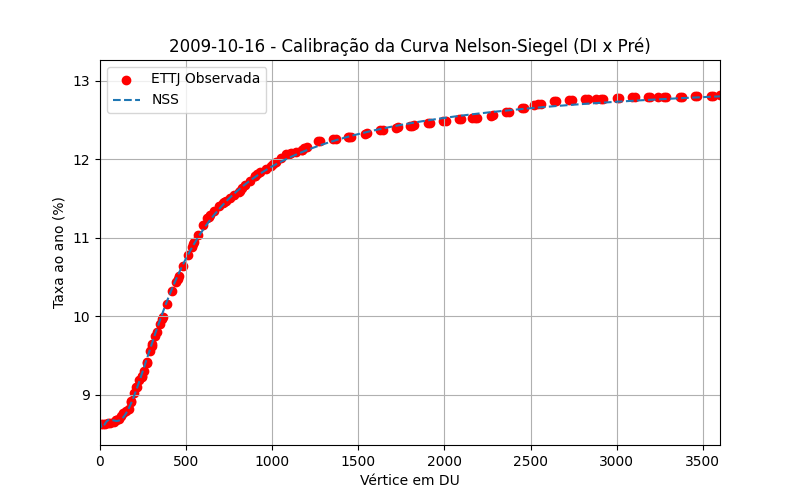 2009-10-16 - Calibração da Curva Nelson-Siegel (DI x Pré)
ETTJ Observada
NSS
Taxa ao ano (%)
13
12
11
10
9
0 500 1000 1500 2000 2500 3000 3500
Vértice em DU